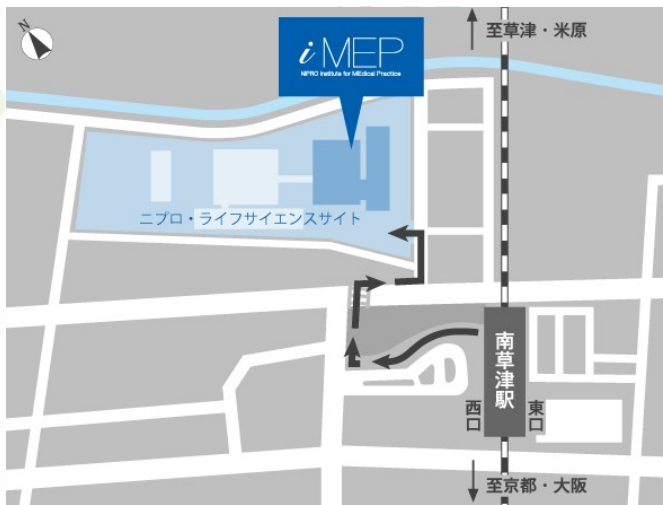 N
至草津・米原
iMEP
NIPRO Institute for MEdical Practice
ニプロ・ライフサイエンスサイト
南草津駅
西口
東口
至京都・大阪